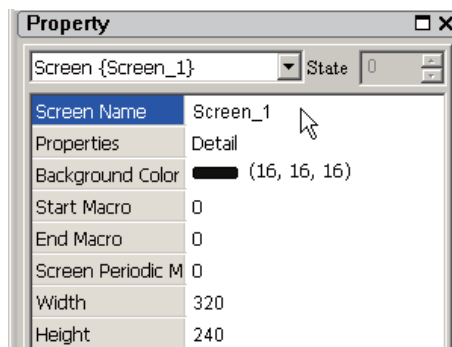 Property
Screen {Screen_1} State 0
Screen Name Screen_1
Properties Detail
Background Color (16, 16, 16)
Start Macro 0
End Macro 0
Screen Periodic M 0
Width 320
Height 240